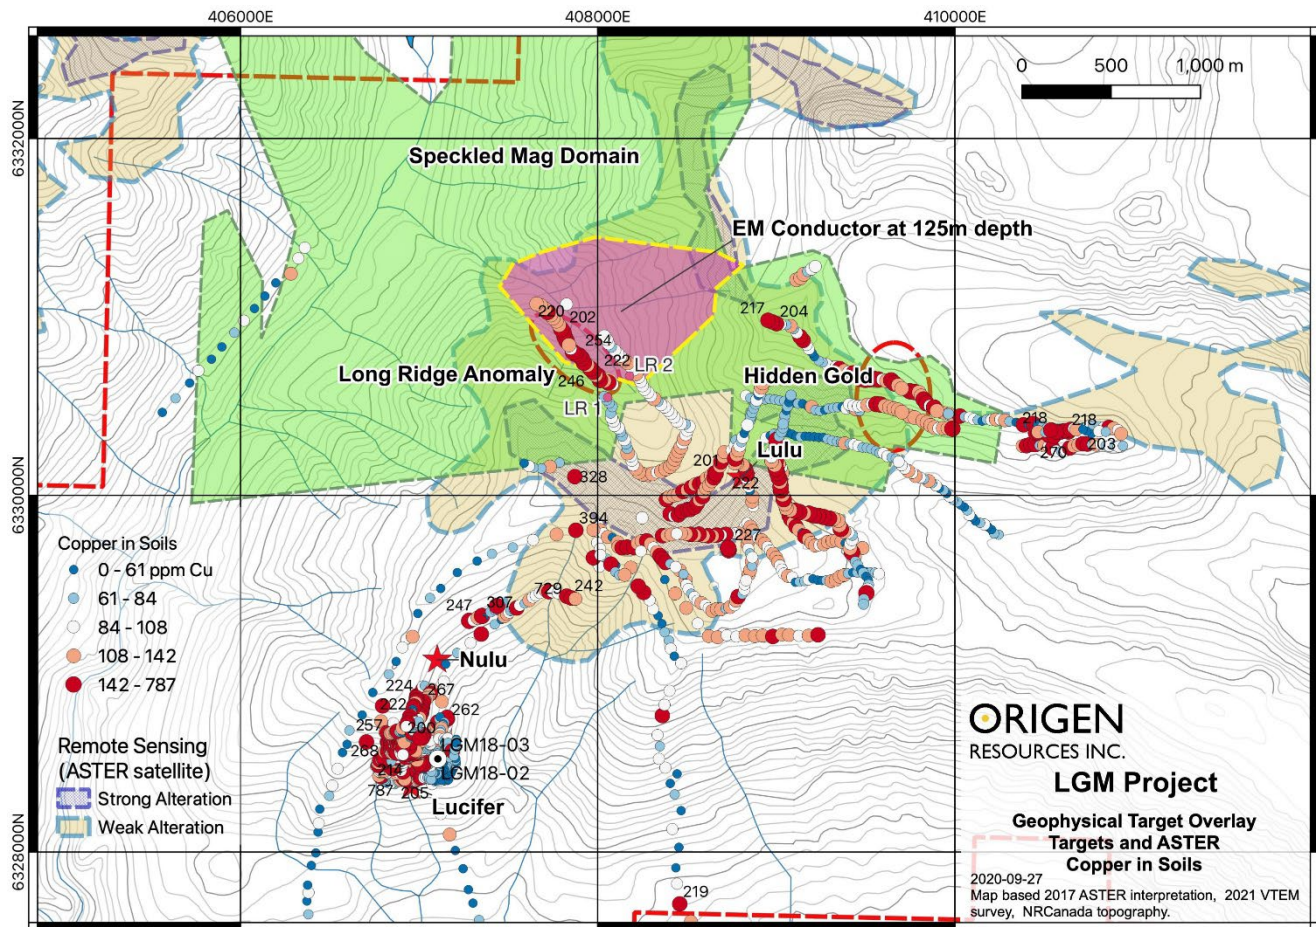 406000E
408000E
410000E
0 500 1,000 m
6332000N
Speckled Mag Domain
EM Conductor at 125m depth
220
202
217
204
254
222
LR 2
246
Long Ridge Anomaly
Hidden Gold
LR 1
218
218
270
203
Lulu
201
222
328
6330000N
394
227
Copper in Soils
0 - 61 ppm Cu
61 - 84
84 - 108
108 - 142
142 - 787
729
242
247
307
Nulu
224
267
222
262
257
200
268
LGM18-03
214
LGM18-02
787
205
Lucifer
Remote Sensing
(ASTER satellite)
Strong Alteration
Weak Alteration
6328000N
219
ORIGEN
RESOURCES INC.
LGM Project
Geophysical Target Overlay
Targets and ASTER
Copper in Soils
2020-09-27
Map based 2017 ASTER interpretation, 2021 VTEM
survey, NRCanada topography.